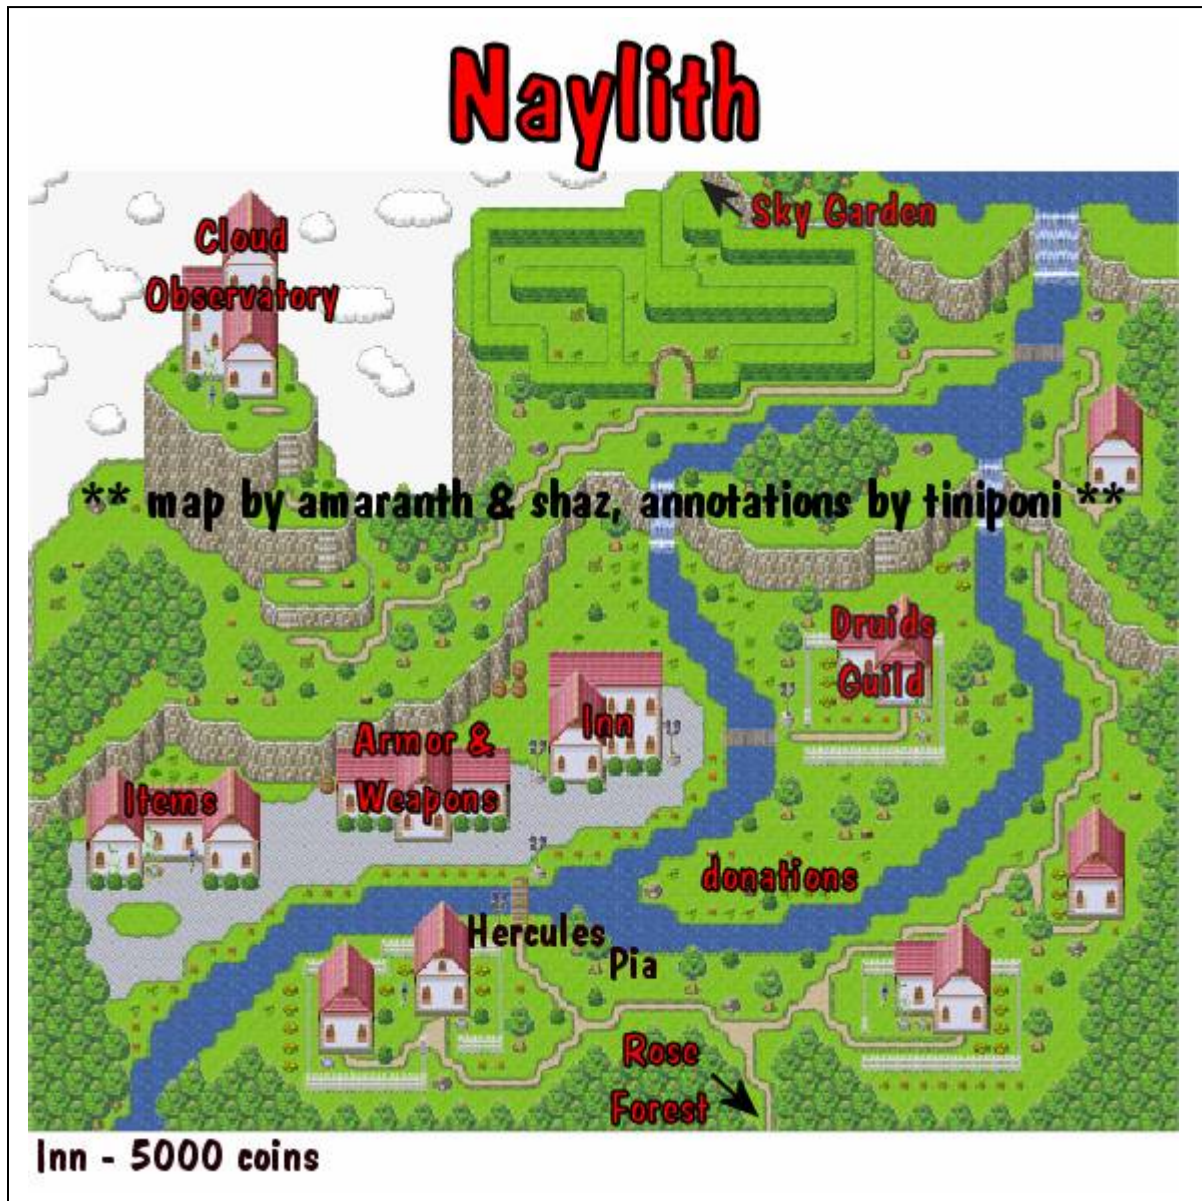 Naylith
Sky Garden
Cloud
Observatory
** map by amaranth & shaz, annotations by tiniponi **
Druids
Guild
Inn
Armor &
Weapons
Items
donations
Hercules
Pia
Rose
Forest
Inn - 5000 coins